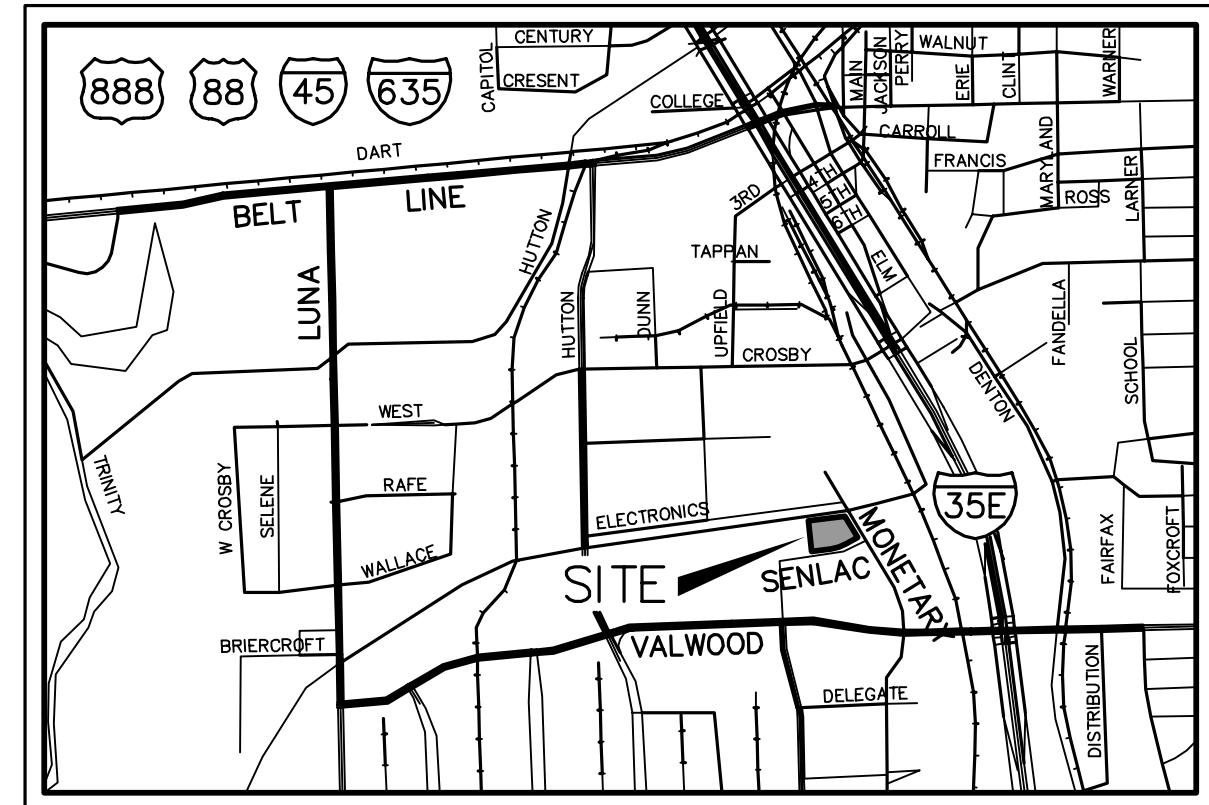 CENTURY
CAPITOL
CRESENT
888
88
45
635
COLLEGE
DART
BELT LINE
WALNUT
MAIN
JACKSON
PERRY
ERIE
CLINT
WARNER
CARROLL
FRANCIS
MARYLAND
ROSS
LARNER
3RD
4TH
5TH
6TH
ELM
TAPPAN
HUTTON
LUNA
HUTTON
DUNN
UPFIELD
CROSBY
DENTON
FANDELLA
SCHOOL
WEST
TRINITY
W CROSBY
SELENE
RAFE
WALLACE
ELECTRONICS
35E
MONETARY
SITE
SENLAC
FAIRFAX
FOXCROFT
BRIERCROFT
VALWOOD
DELEGATE
DISTRIBUTION